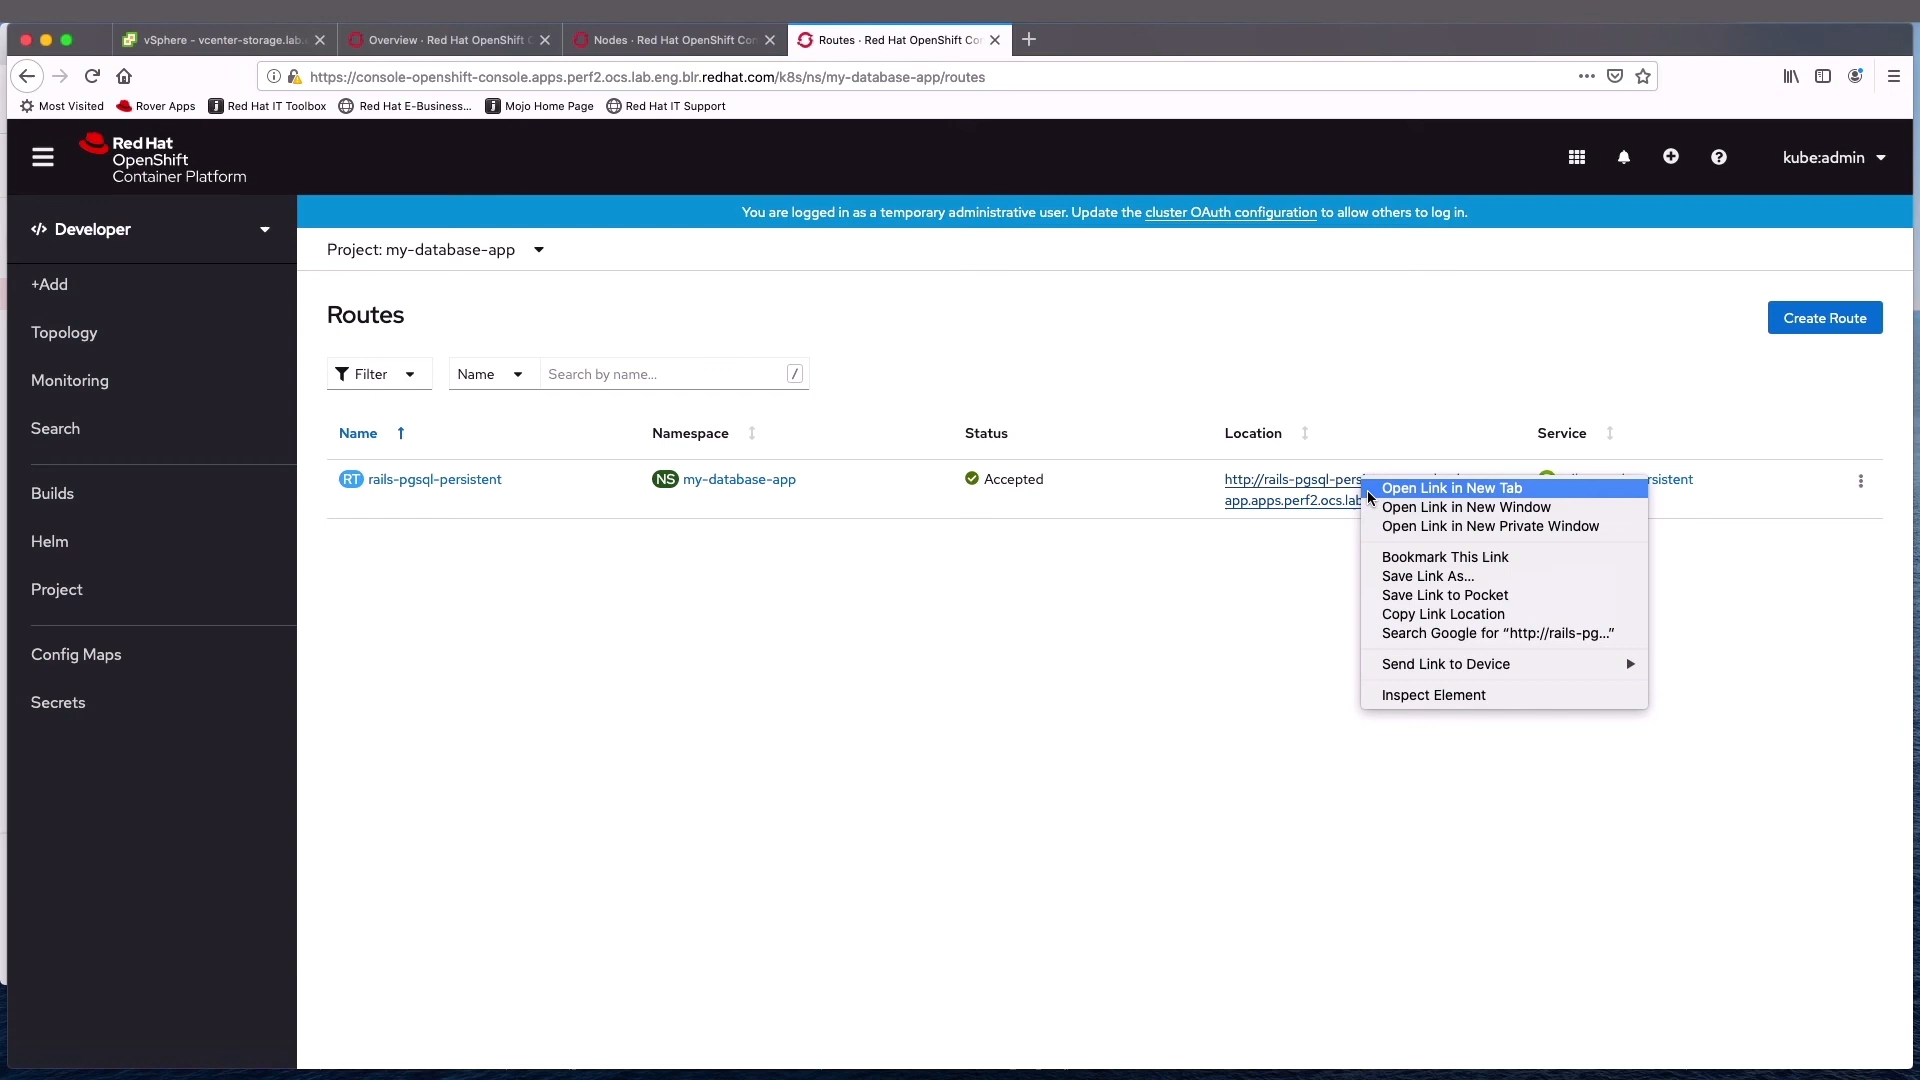 vSphere - vcenter-storage.lab.
Overview · Red Hat OpenShift
Nodes · Red Hat OpenShift Co
Routes · Red Hat OpenShift Co
https://console-openshift-console.apps.perf2.ocs.lab.eng.blr.redhat.com/k8s/ns/my-database-app/routes
Most Visited
Rover Apps
Red Hat IT Toolbox
Red Hat E-Business...
Mojo Home Page
Red Hat IT Support
Red Hat
OpenShift
Container Platform
kube:admin
You are logged in as a temporary administrative user. Update the cluster OAuth configuration to allow others to log in.
</> Developer
Project: my-database-app
+Add
Topology
Monitoring
Search
Builds
Helm
Project
Config Maps
Secrets
Routes
Create Route
Filter
Name
Search by name...
/
Name
Namespace
Status
Location
Service
RT rails-pgsql-persistent
NS my-database-app
Accepted
http://rails-pgsql-pers
app.apps.perf2.ocs.lab
rsistent
Open Link in New Tab
Open Link in New Window
Open Link in New Private Window
Bookmark This Link
Save Link As...
Save Link to Pocket
Copy Link Location
Search Google for “http://rails-pg...”
Send Link to Device
Inspect Element